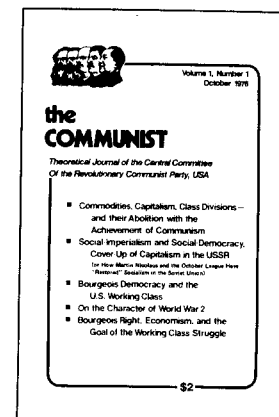 Volume 1, Number 1
October 1976
the
COMMUNIST
Theoretical Journal of the Central Committee
Of the Revolutionary Communist Party, USA
Commodities, Capitalism, Class Divisions—
and their Abolition with the
Achievement of Communism
Social-Imperialism and Social-Democracy,
Cover Up of Capitalism in the USSR
(or How Martin Nicolaus and the October League Have
"Restored" Socialism in the Soviet Union)
Bourgeois Democracy and the
U.S. Working Class
On the Character of World War 2
Bourgeois Right, Economism, and the
Goal of the Working Class Struggle
$2